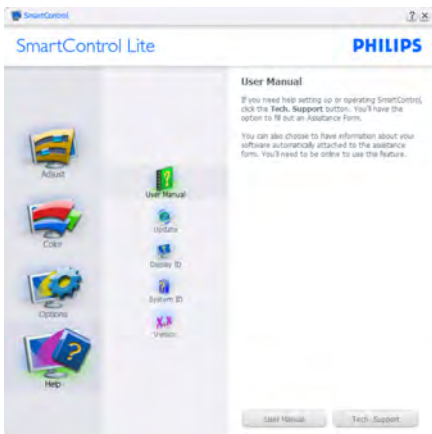 SmartControl
? X
SmartControl Lite
PHILIPS
User Manual
If you need help setting up or operating SmartControl,
click the Tech. Support button. You'll have the
option to fill out an Assistance Form.
You can also choose to have information about your
software automatically attached to the assistance
form. You'll need to be online to use this feature.
Adjust
Color
Options
Help
User Manual
Update
Display ID
System ID
Version
User Manual
Tech. Support